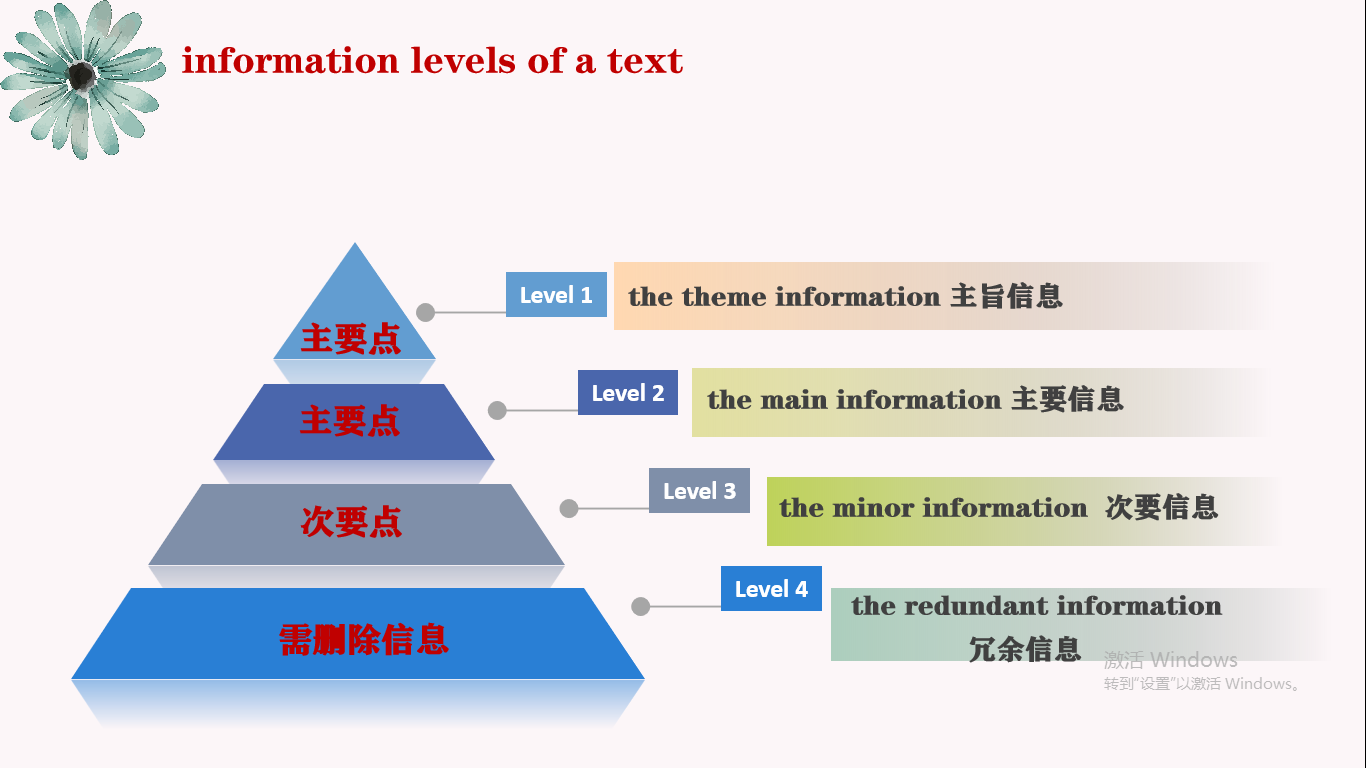 information levels of a text
主要点
Level 1
the theme information 主旨信息
主要点
Level 2
the main information 主要信息
次要点
Level 3
the minor information 次要信息
需删除信息
Level 4
the redundant information
冗余信息
激活 Windows
转到"设置"以激活 Windows。